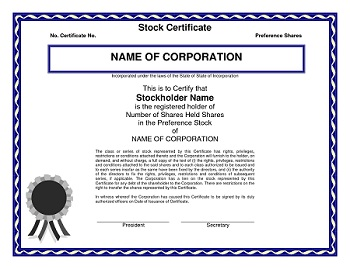 Stock Certificate
No. Certificate No. Preference Shares
NAME OF CORPORATION
Incorporated under the laws of the State of State of Incorporation
This is to Certify that
Stockholder Name
is the registered holder of
Number of Shares Held Shares
in the Preference Stock
of
NAME OF CORPORATION
The class or series of stock represented by this Certificate has rights, privileges,
restrictions or conditions attached thereto and the Corporation will furnish to the holder, on
demand, and without charge, a full copy of the text of (i) the rights, privileges, restrictions
and conditions attached to the said shares and to each class authorized to be issued and
to each series insofar as the same have been fixed by the directors, and (ii) the authority
of the directors to fix the rights, privileges, restrictions and conditions of subsequent
series, if applicable. The Corporation has a lien on the stock represented by this
Certificate for any debt of the shareholder to the Corporation. There are restrictions on the
right to transfer the shares represented by this Certificate.
In witness whereof the Corporation has caused this Certificate to be signed by its duly
authorized officers on Date of Issuance of Certificate.
President Secretary